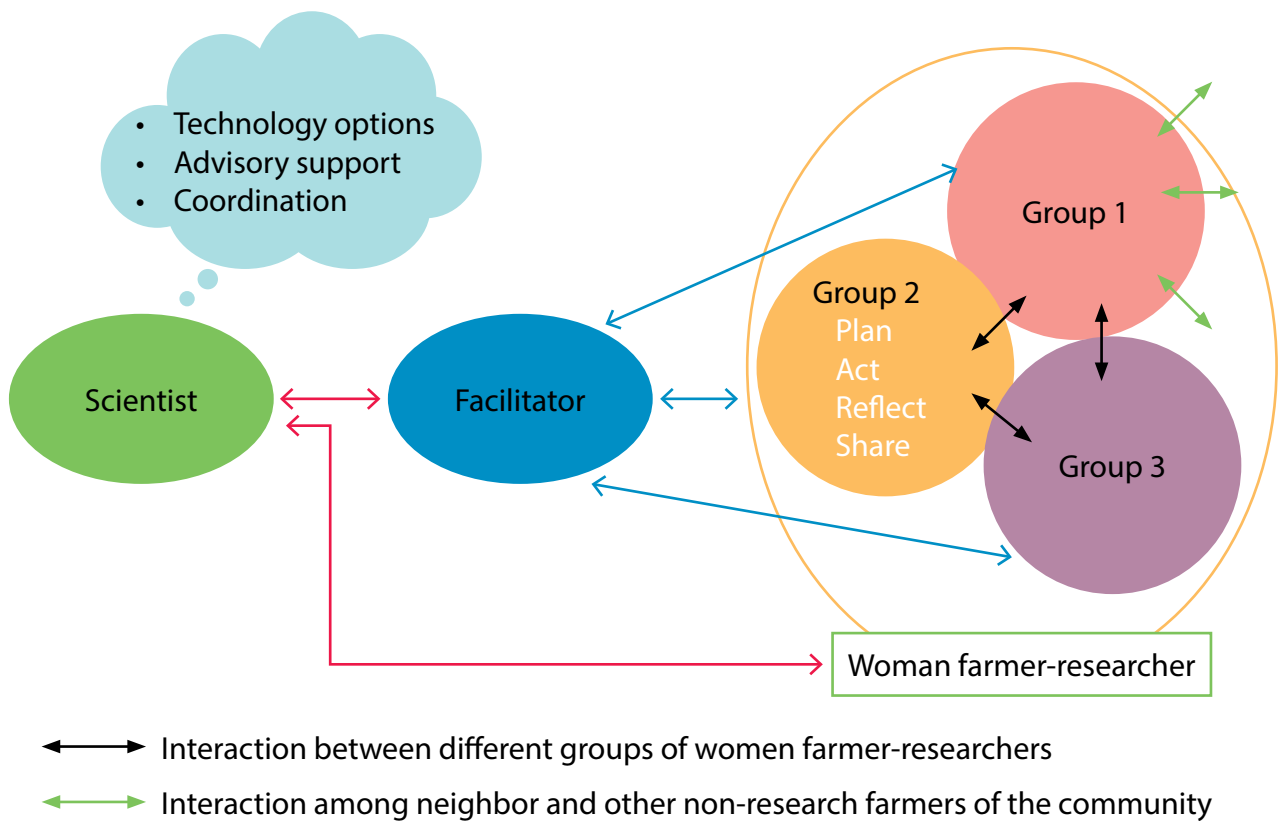 • Technology options
• Advisory support
• Coordination
Group 1
Group 2
Plan
Act
Reflect
Share
Scientist
Facilitator
Group 3
Woman farmer-researcher
Interaction between different groups of women farmer-researchers
Interaction among neighbor and other non-research farmers of the community